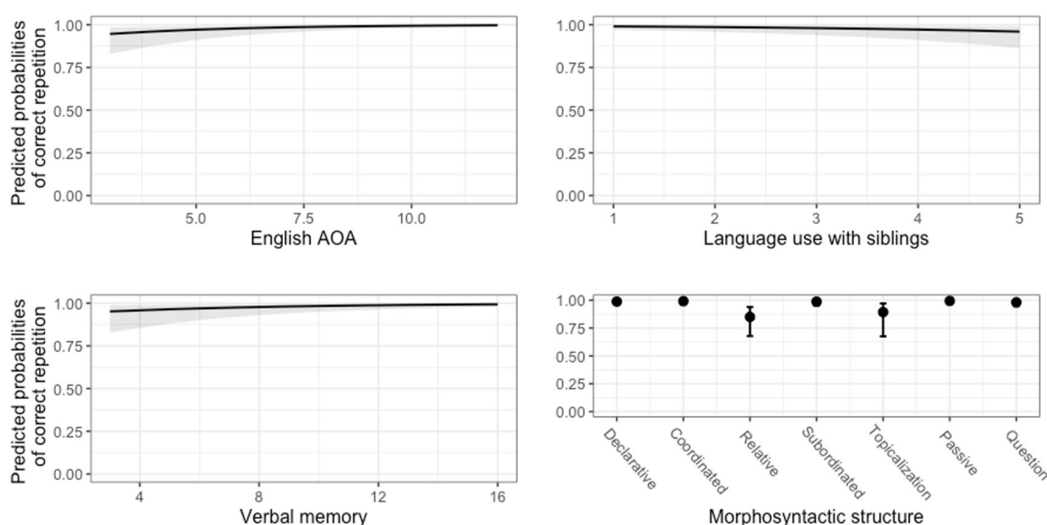 Predicted probabilities
of correct repetition
1.00
0.75
0.50
0.25
0.00
5.0 7.5 10.0
English AOA
1.00
0.75
0.50
0.25
0.00
1 2 3 4 5
Language use with siblings
Predicted probabilities
of correct repetition
1.00
0.75
0.50
0.25
0.00
4 8 12 16
Verbal memory
1.00
0.75
0.50
0.25
0.00
Declarative
Coordinated
Relative
Subordinated
Topicalization
Passive
Question
Morphosyntactic structure